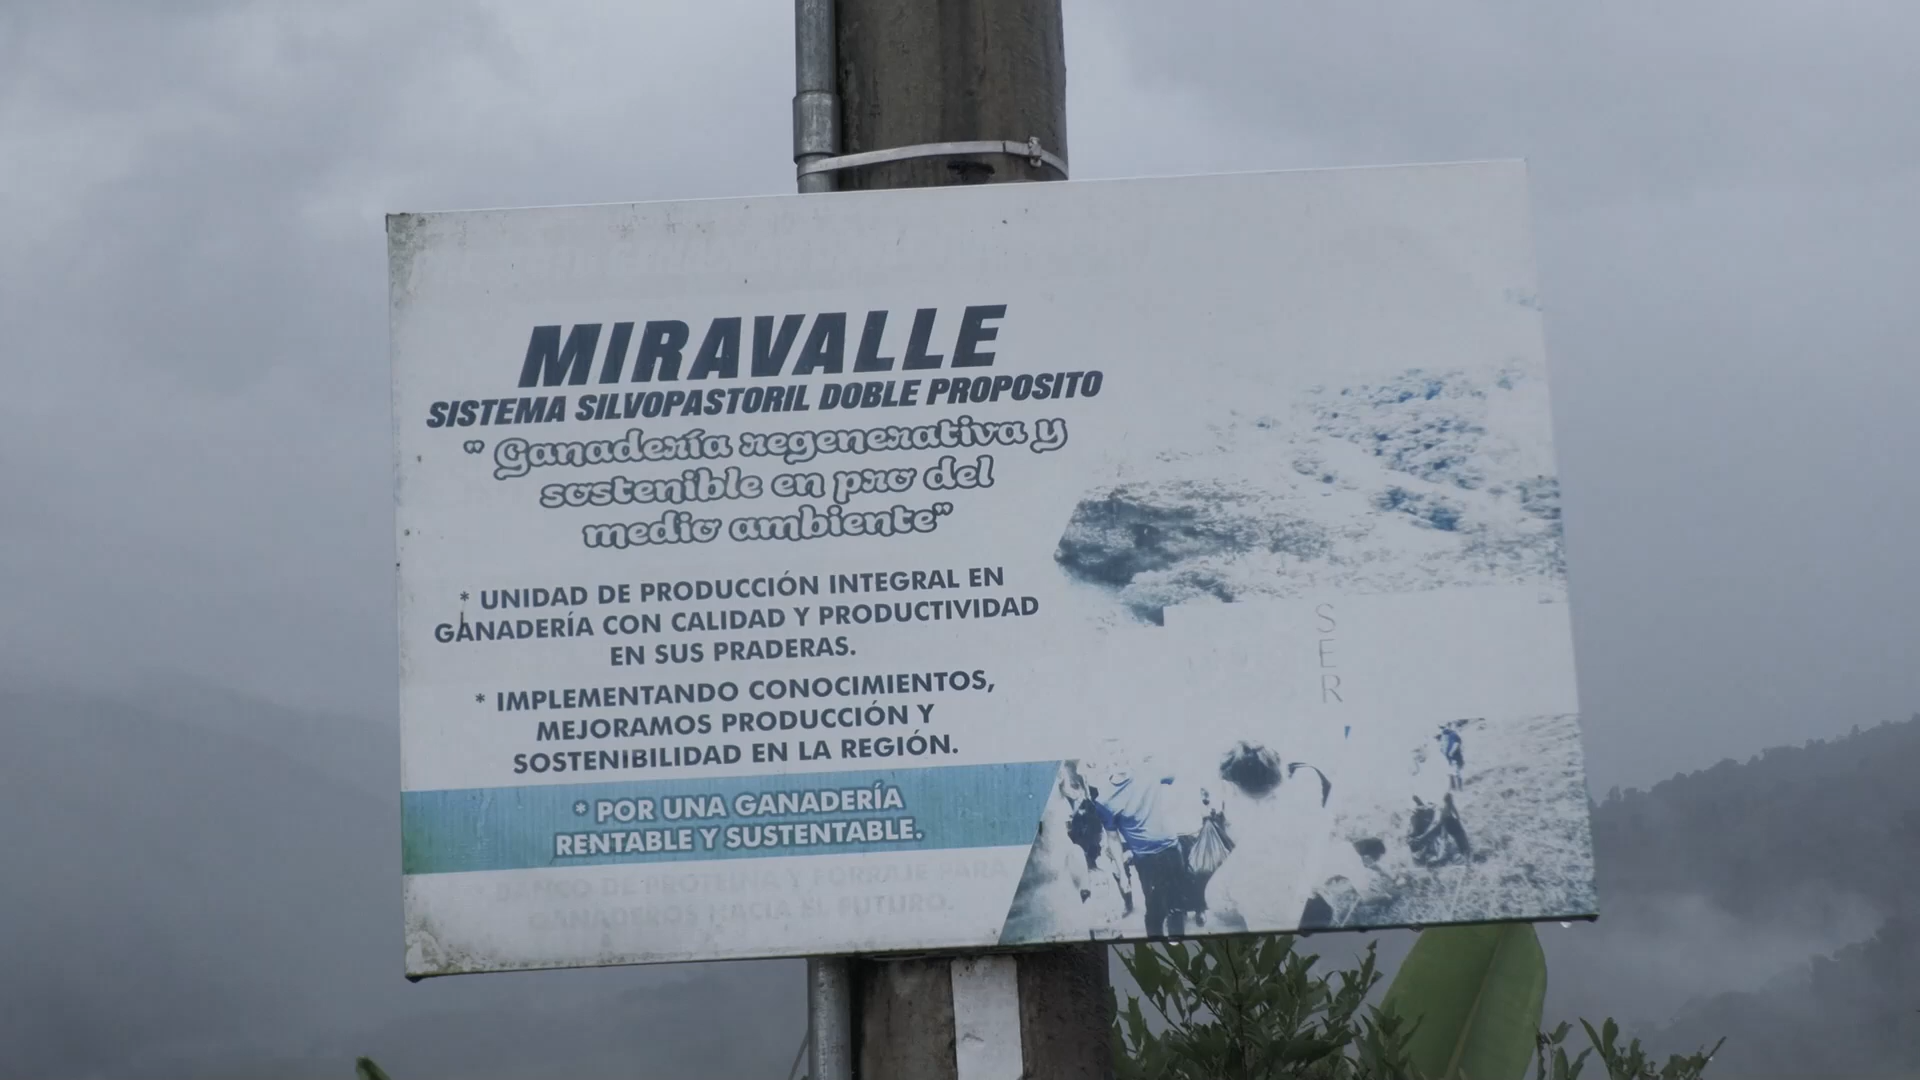 MIRAVALLE
SISTEMA SILVOPASTORIL DOBLE PROPOSITO
" Ganadería regenerativa y
sostenible en pro del
medio ambiente"
* UNIDAD DE PRODUCCIÓN INTEGRAL EN
GANADERÍA CON CALIDAD Y PRODUCTIVIDAD
EN SUS PRADERAS.
* IMPLEMENTANDO CONOCIMIENTOS,
MEJORAMOS PRODUCCIÓN Y
SOSTENIBILIDAD EN LA REGIÓN.
* POR UNA GANADERÍA
RENTABLE Y SUSTENTABLE.
* BANCO DE PROTEINA Y FORRAJE PARA
GANADEROS HACIA EL FUTURO.
S
E
R